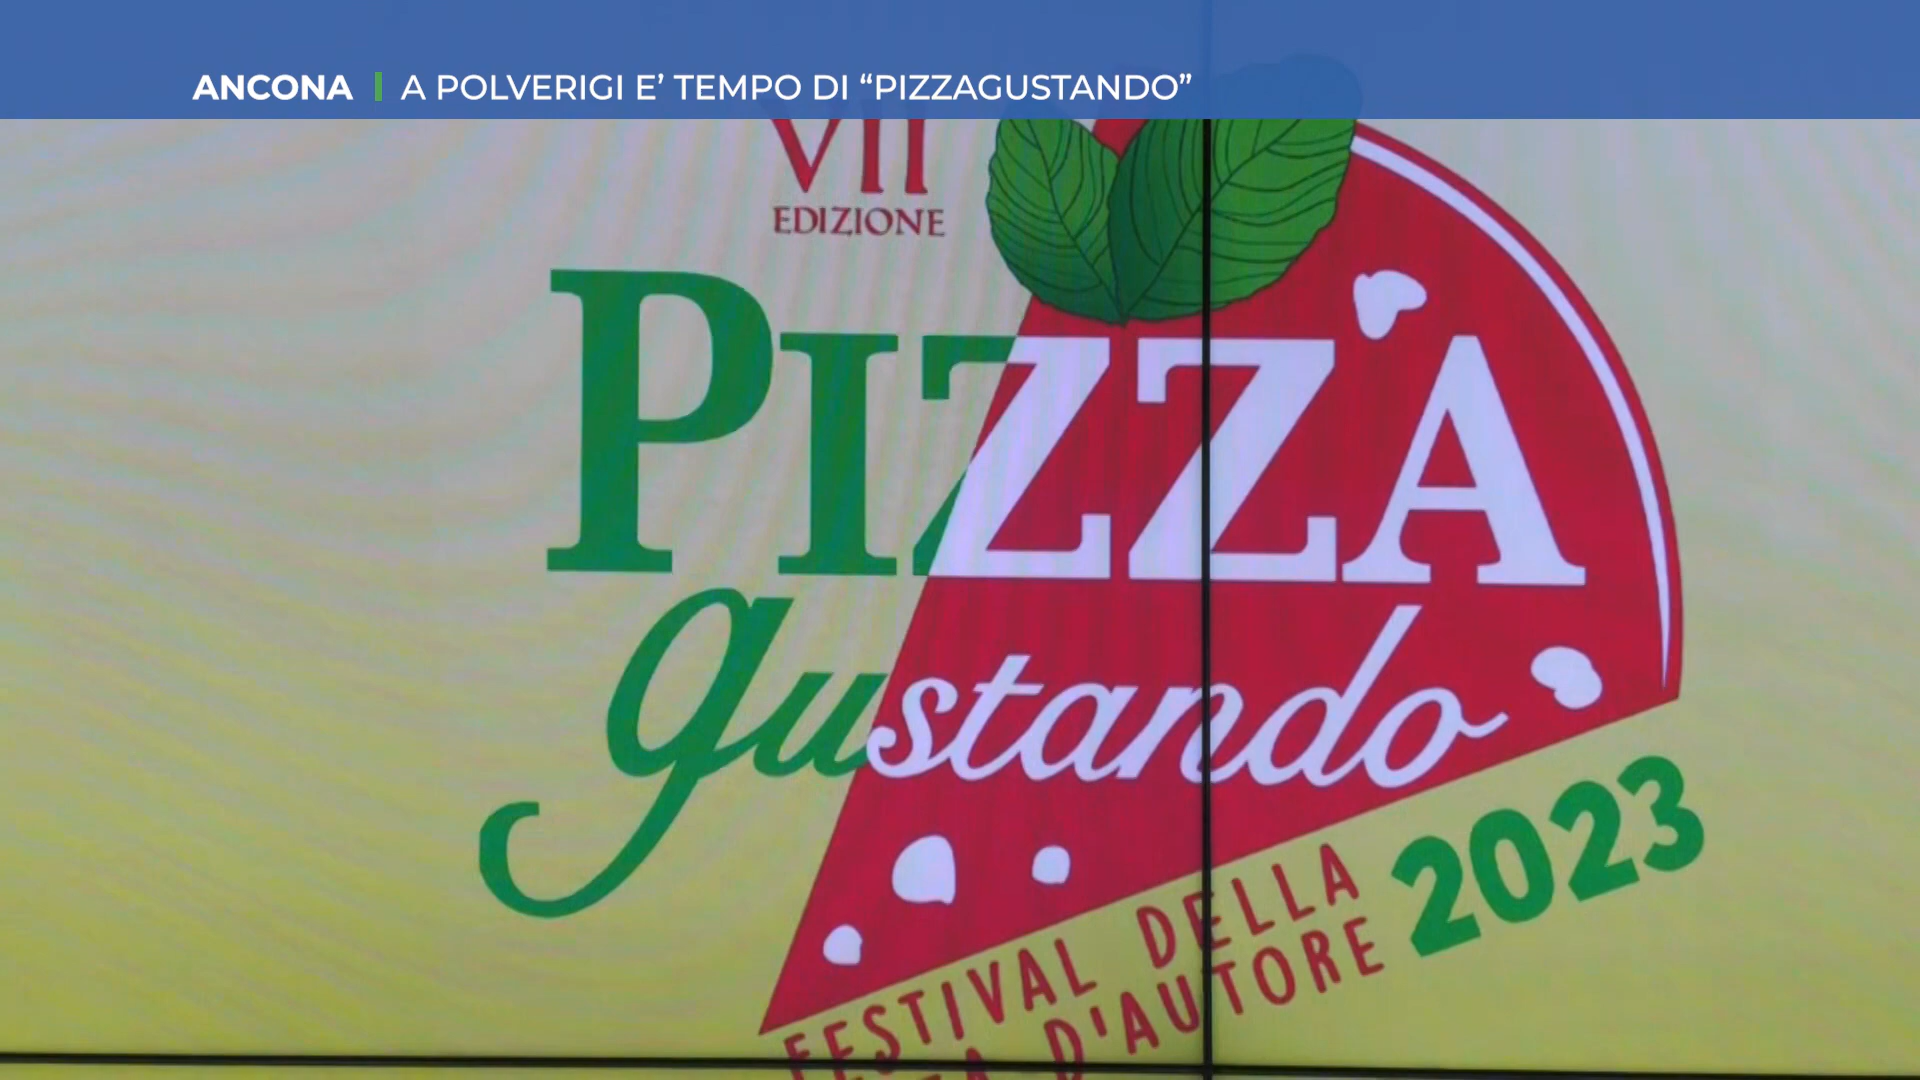 ANCONA | A POLVERIGI E’ TEMPO DI “PIZZAGUSTANDO”
VII
EDIZIONE
PIZZA
gustando
2023
FESTIVAL DELLA
D'AUTORE